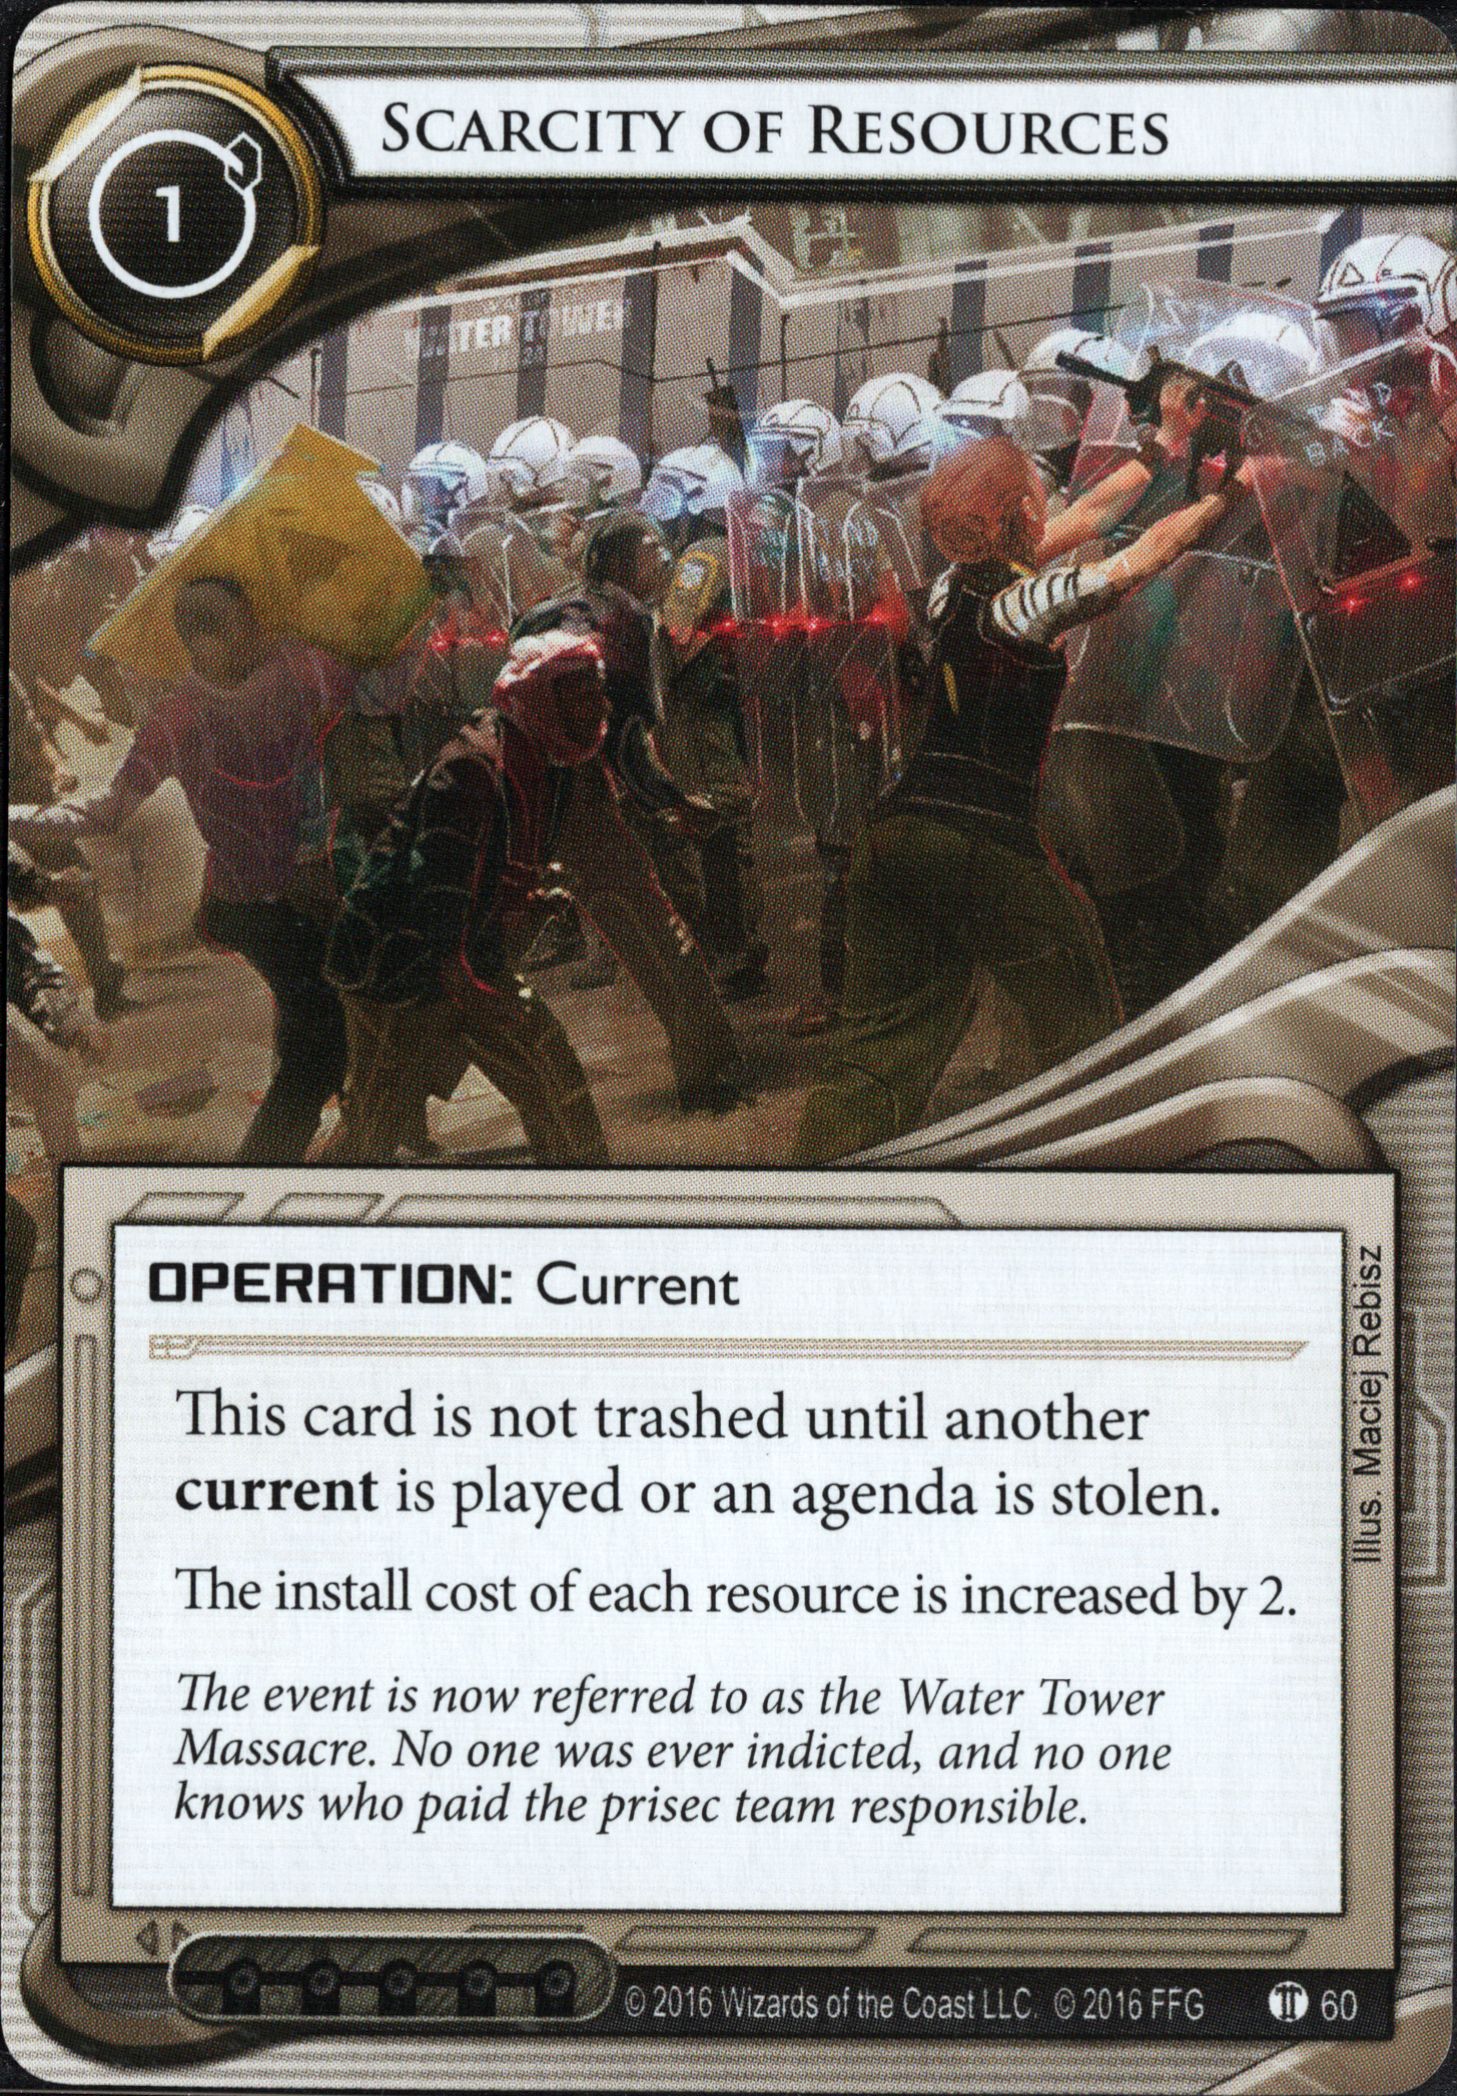 SCARCITY OF RESOURCES
1
WATER TOWER
BACK
OPERATION: Current
This card is not trashed until another
current is played or an agenda is stolen.
The install cost of each resource is increased by 2.
The event is now referred to as the Water Tower
Massacre. No one was ever indicted, and no one
knows who paid the prisec team responsible.
Illus. Maciej Rebisz
© 2016 Wizards of the Coast LLC. © 2016 FFG
60